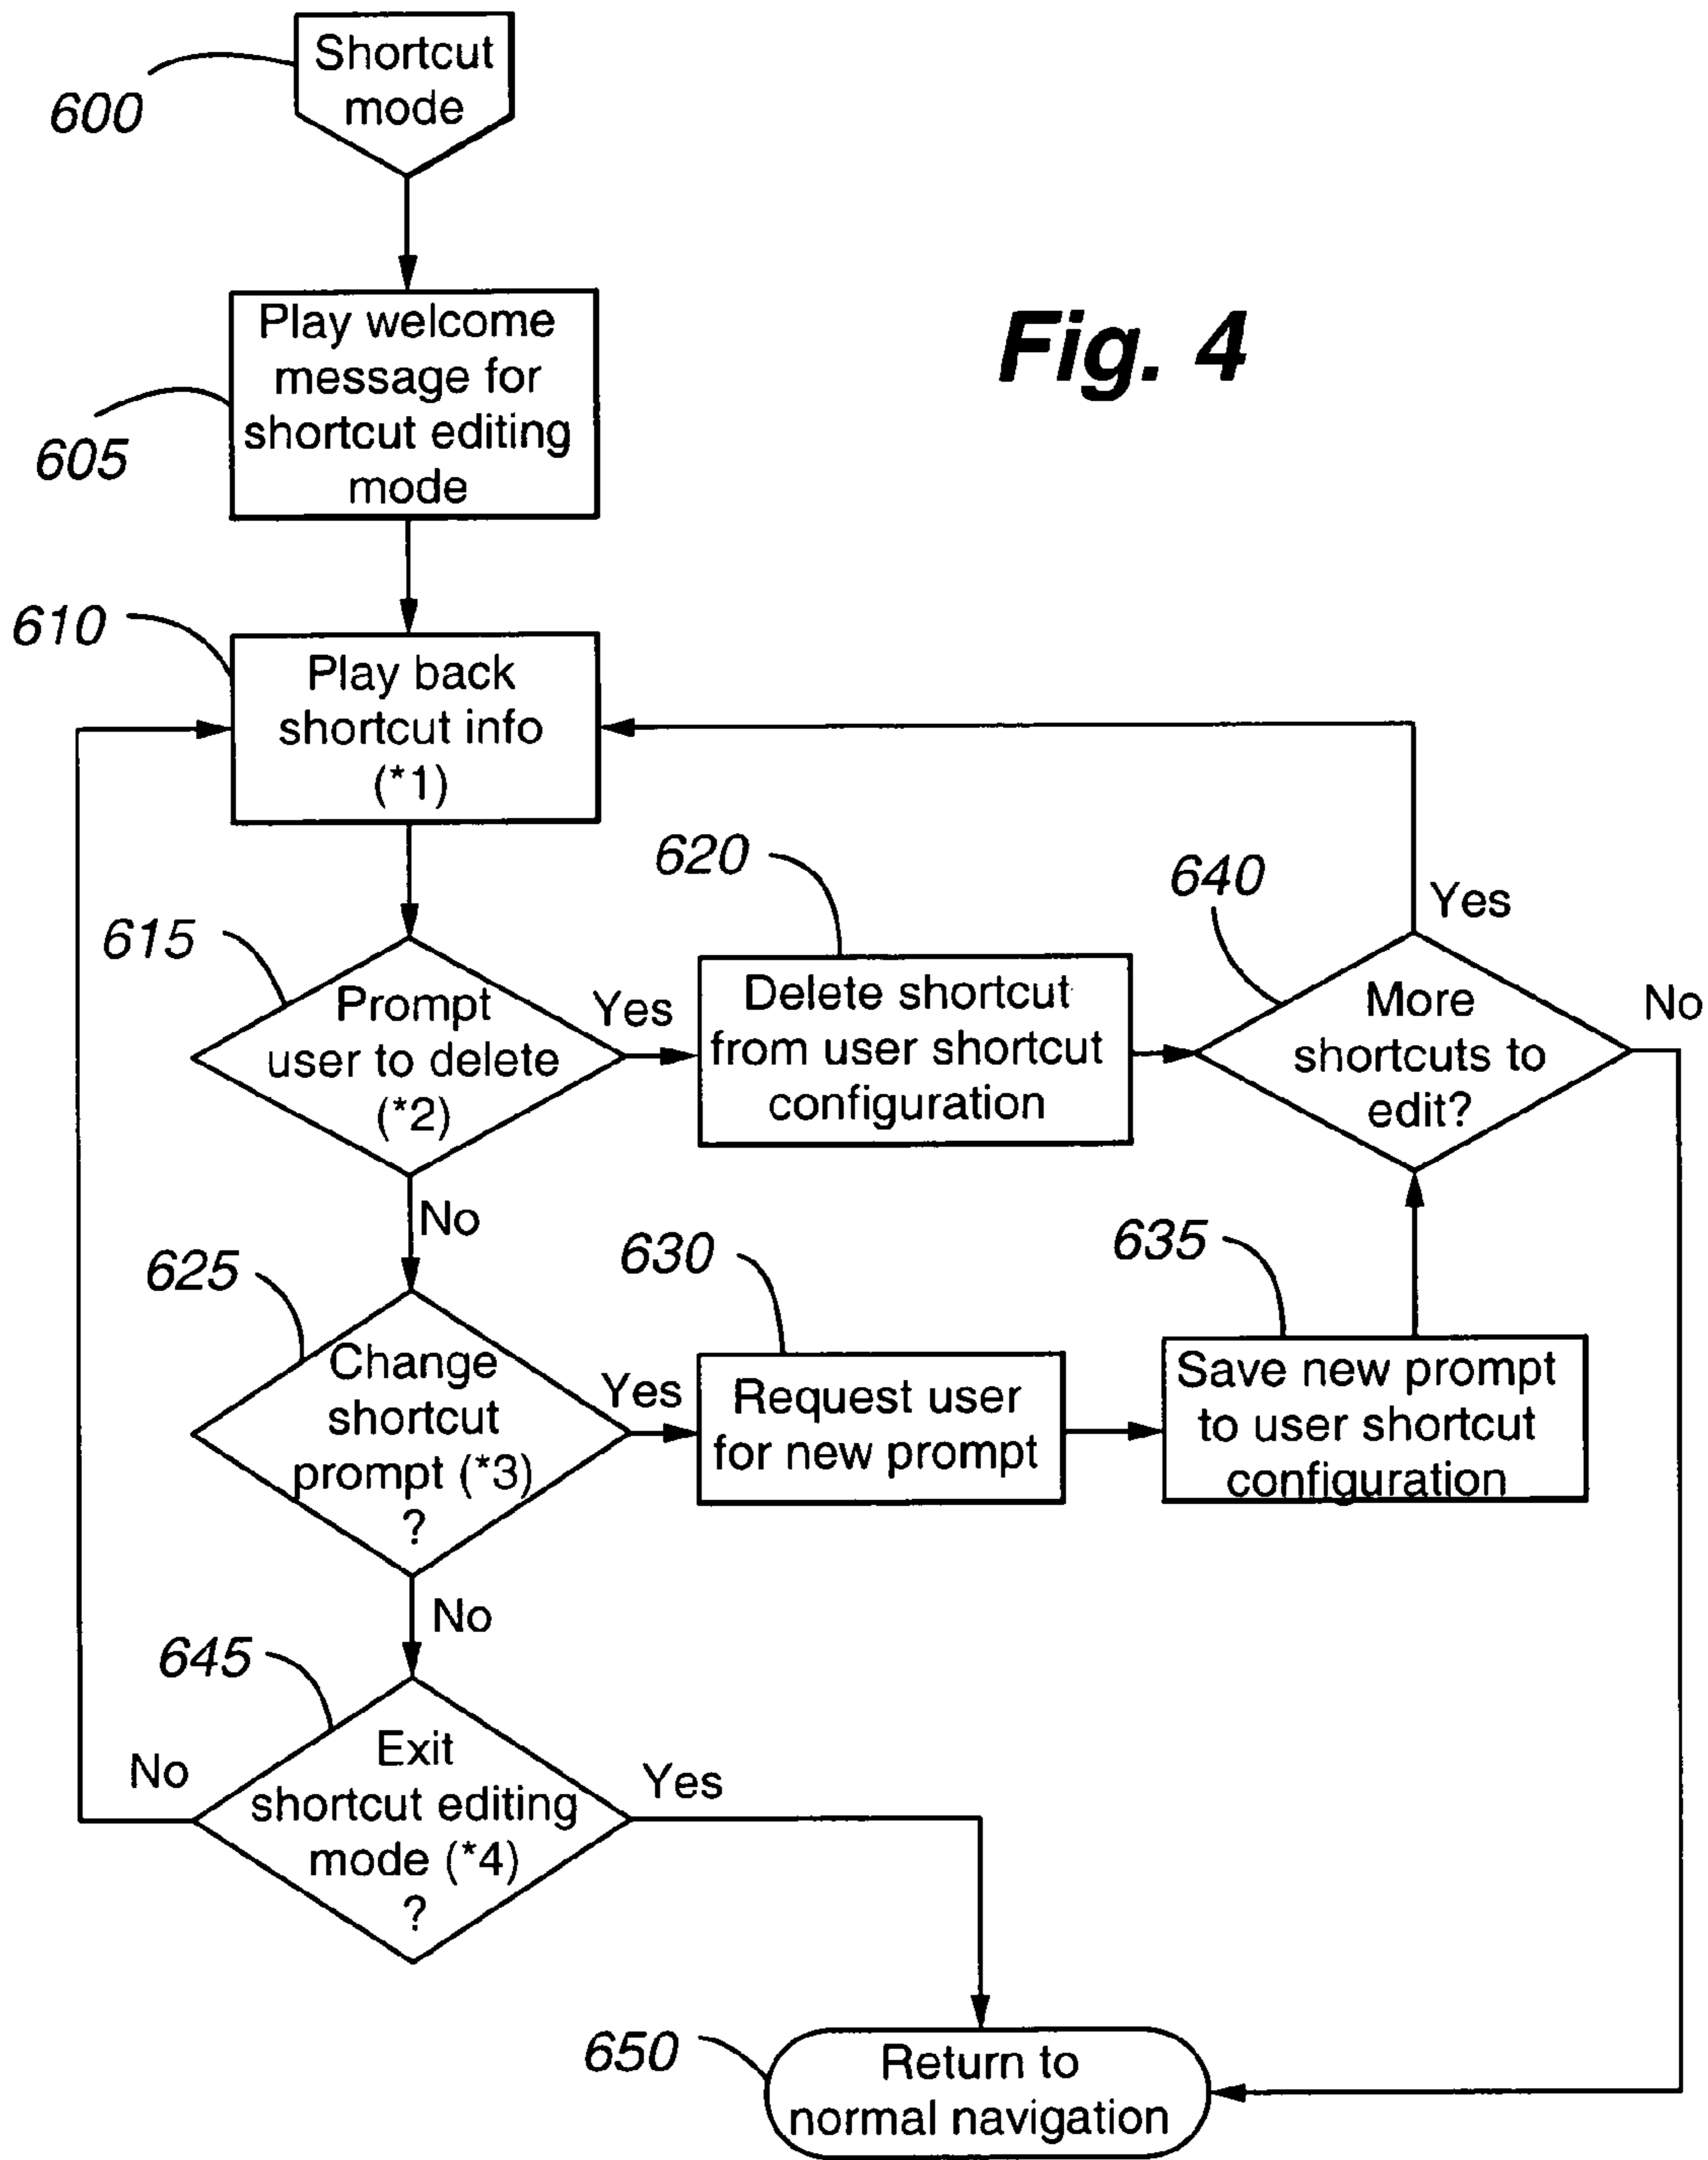 Shortcut
mode
600
Play welcome
message for
shortcut editing
mode
605
Fig. 4
610
Play back
shortcut info
(*1)
615
Prompt
user to delete
(*2)
Yes
No
620
Delete shortcut
from user shortcut
configuration
640
More
shortcuts to
edit?
Yes
No
625
Change
shortcut
prompt (*3)
?
Yes
No
630
Request user
for new prompt
635
Save new prompt
to user shortcut
configuration
645
Exit
shortcut editing
mode (*4)
?
No
Yes
650
Return to
normal navigation